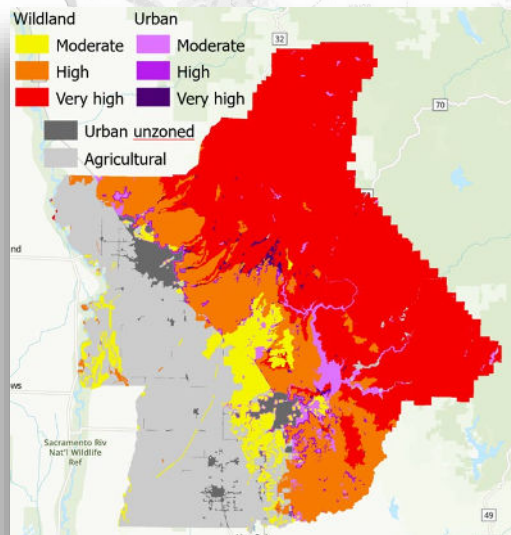 Wildland Urban
32
Moderate Moderate
High High
Very high Very high
70
Urban unzoned
Agricultural
nd
ws
Sacramento Riv
Nat'l Wildlife
Ref
49